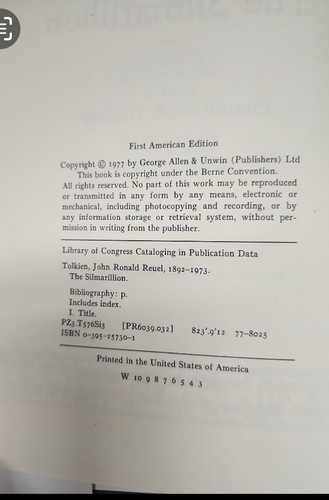 First American Edition
Copyright © 1977 by George Allen & Unwin (Publishers) Ltd
This book is copyright under the Berne Convention.
All rights reserved. No part of this work may be reproduced
or transmitted in any form by any means, electronic or
mechanical, including photocopying and recording, or by
any information storage or retrieval system, without per-
mission in writing from the publisher.
Library of Congress Cataloging in Publication Data
Tolkien, John Ronald Reuel, 1892-1973.
The Silmarillion.
Bibliography: p.
Includes index.
I. Title.
PZ3.T576Si3 [PR6039.032] 823'.9'12 77-8025
ISBN 0-395-25730-1
Printed in the United States of America
W 10 9 8 7 6 5 4 3